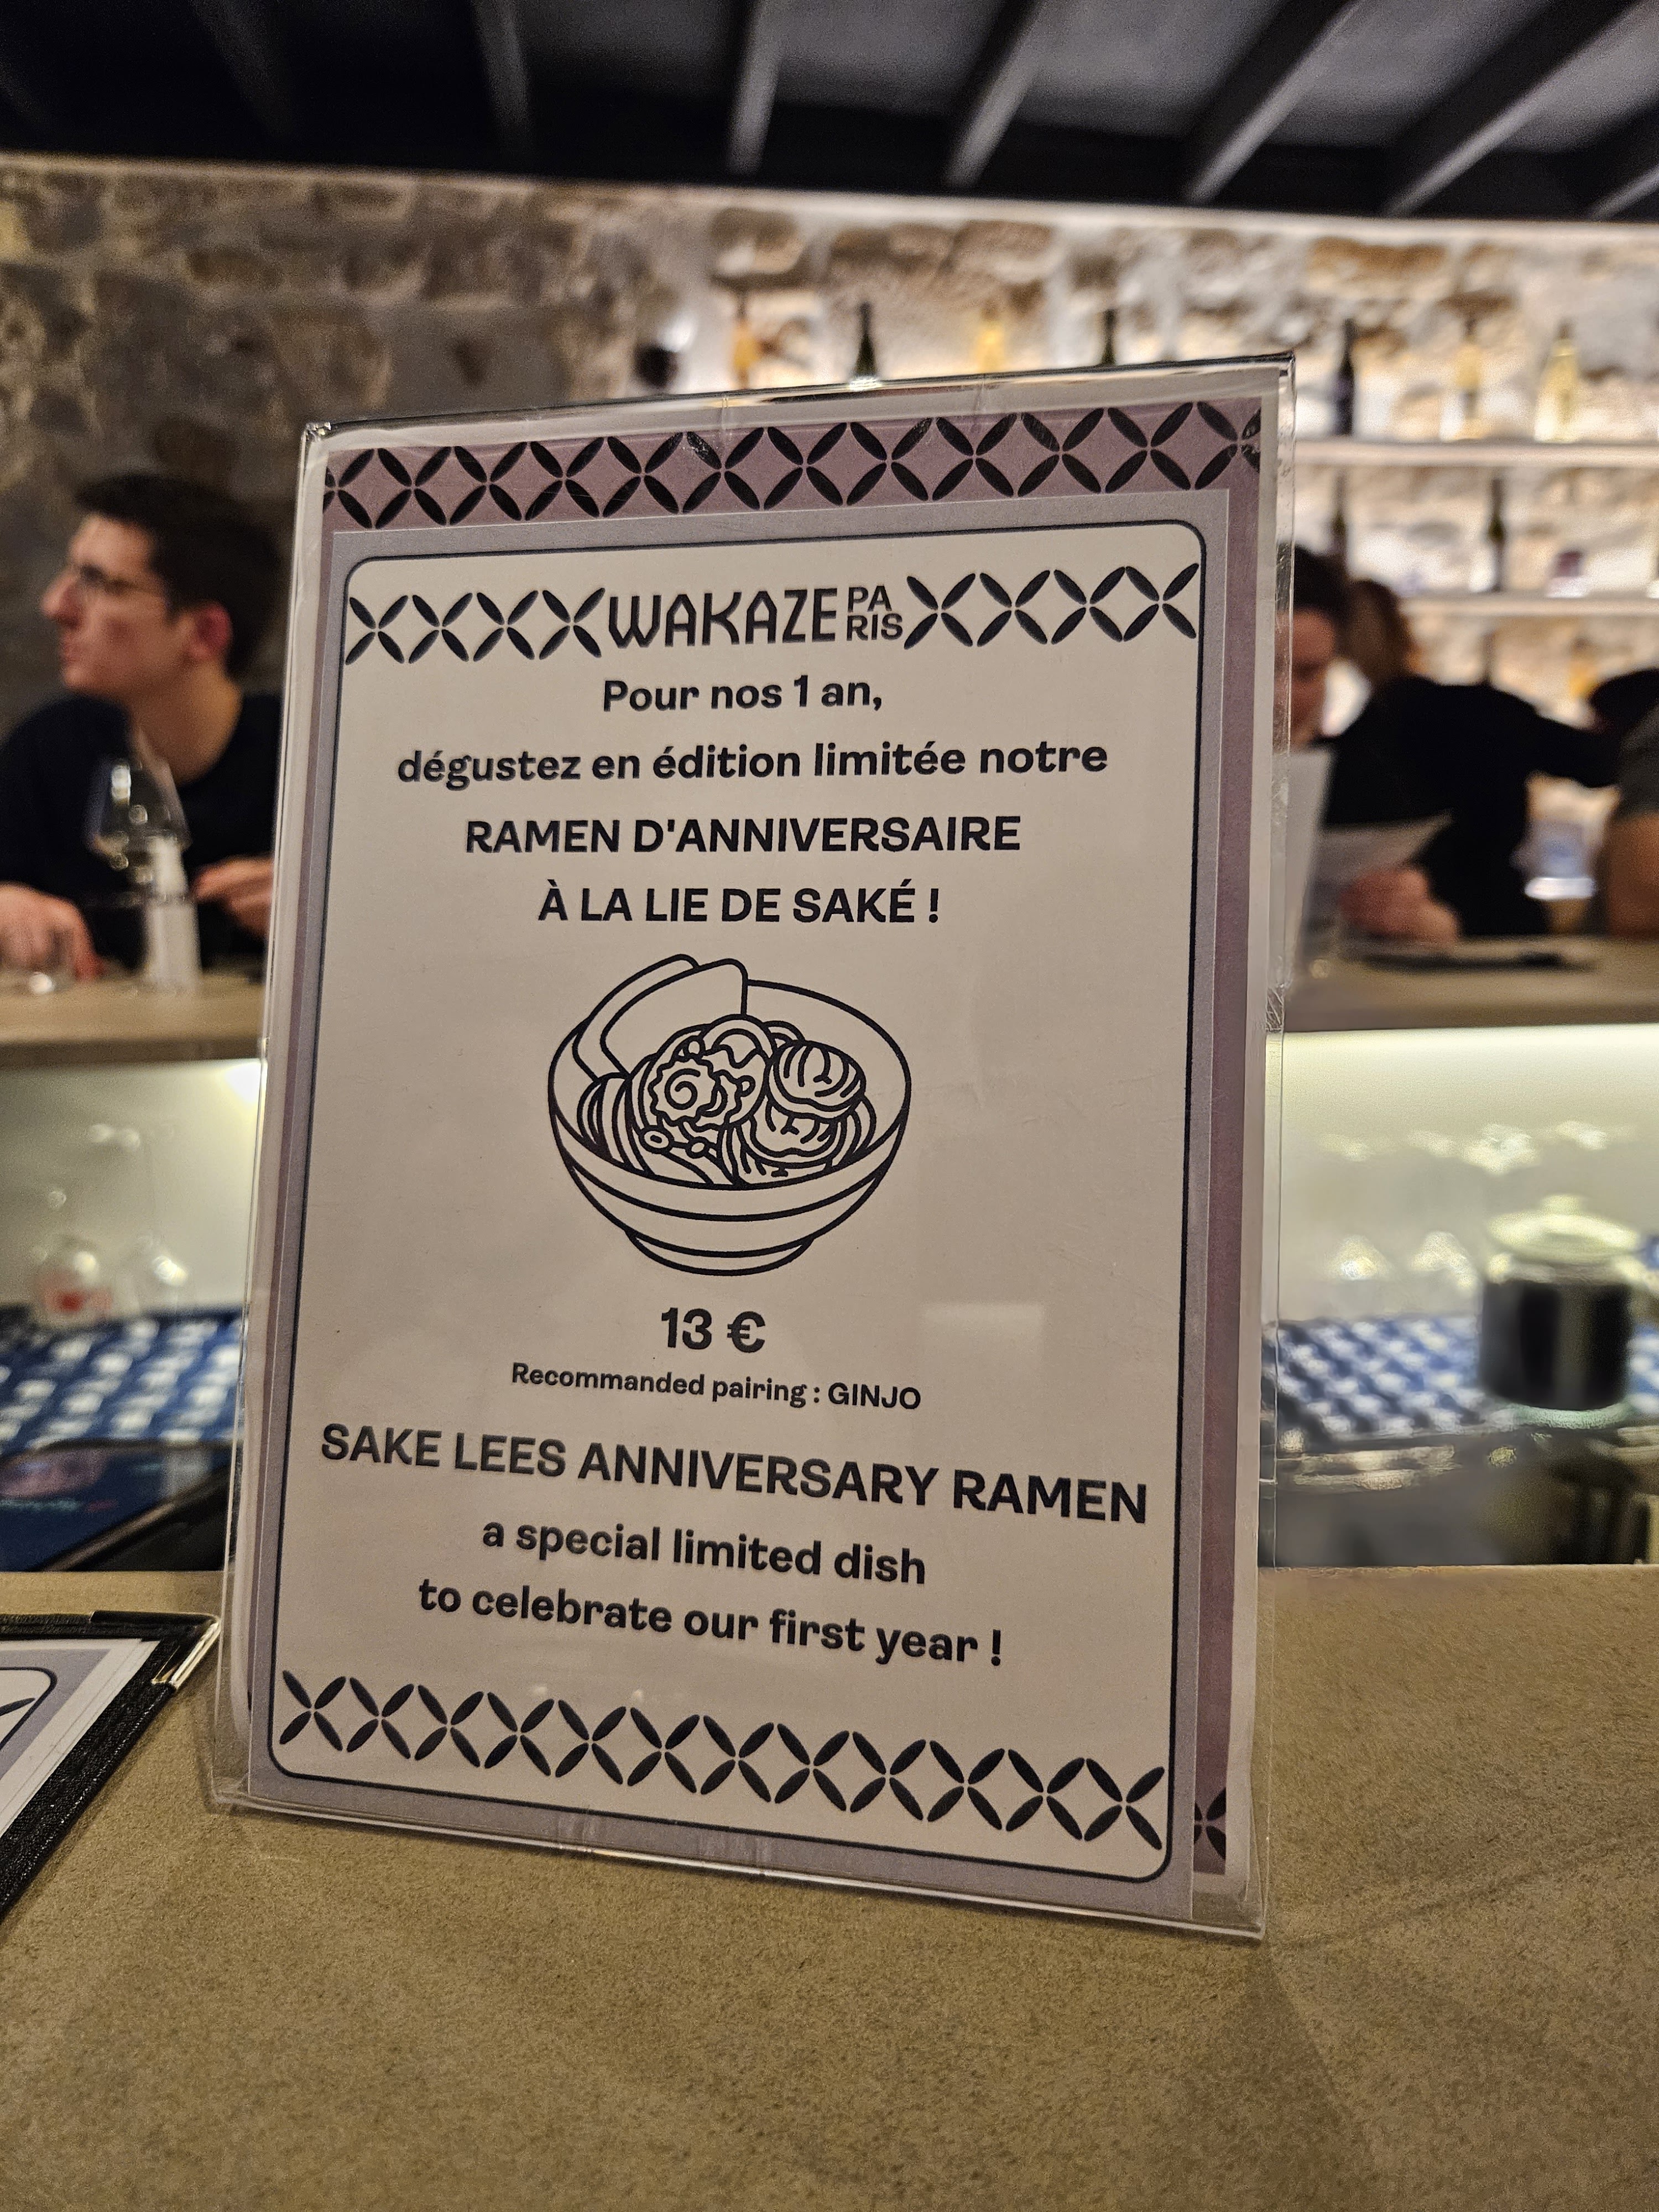 WAKAZE PARIS
Pour nos 1 an,
dégustez en édition limitée notre
RAMEN D'ANNIVERSAIRE
À LA LIE DE SAKÉ !
13 €
Recommanded pairing : GINJO
SAKE LEES ANNIVERSARY RAMEN
a special limited dish
to celebrate our first year !